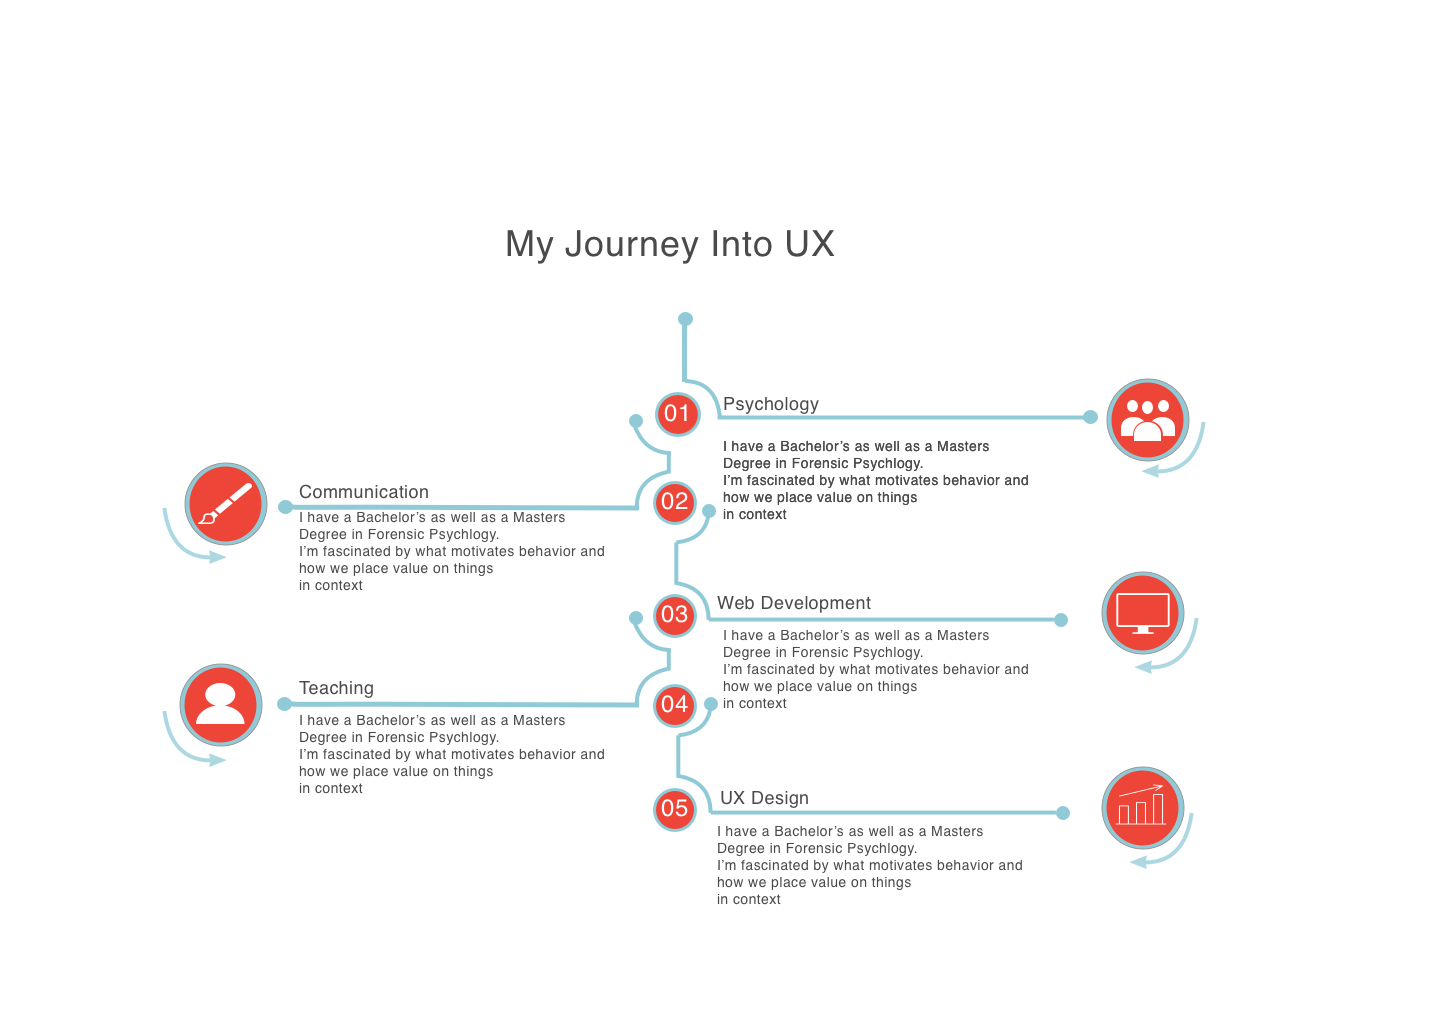 My Journey Into UX
01
Psychology
I have a Bachelor's as well as a Masters
Degree in Forensic Psychlogy.
I'm fascinated by what motivates behavior and
how we place value on things
in context
02
Communication
I have a Bachelor's as well as a Masters
Degree in Forensic Psychlogy.
I'm fascinated by what motivates behavior and
how we place value on things
in context
03
Web Development
I have a Bachelor's as well as a Masters
Degree in Forensic Psychlogy.
I'm fascinated by what motivates behavior and
how we place value on things
in context
04
Teaching
I have a Bachelor's as well as a Masters
Degree in Forensic Psychlogy.
I'm fascinated by what motivates behavior and
how we place value on things
in context
05
UX Design
I have a Bachelor's as well as a Masters
Degree in Forensic Psychlogy.
I'm fascinated by what motivates behavior and
how we place value on things
in context